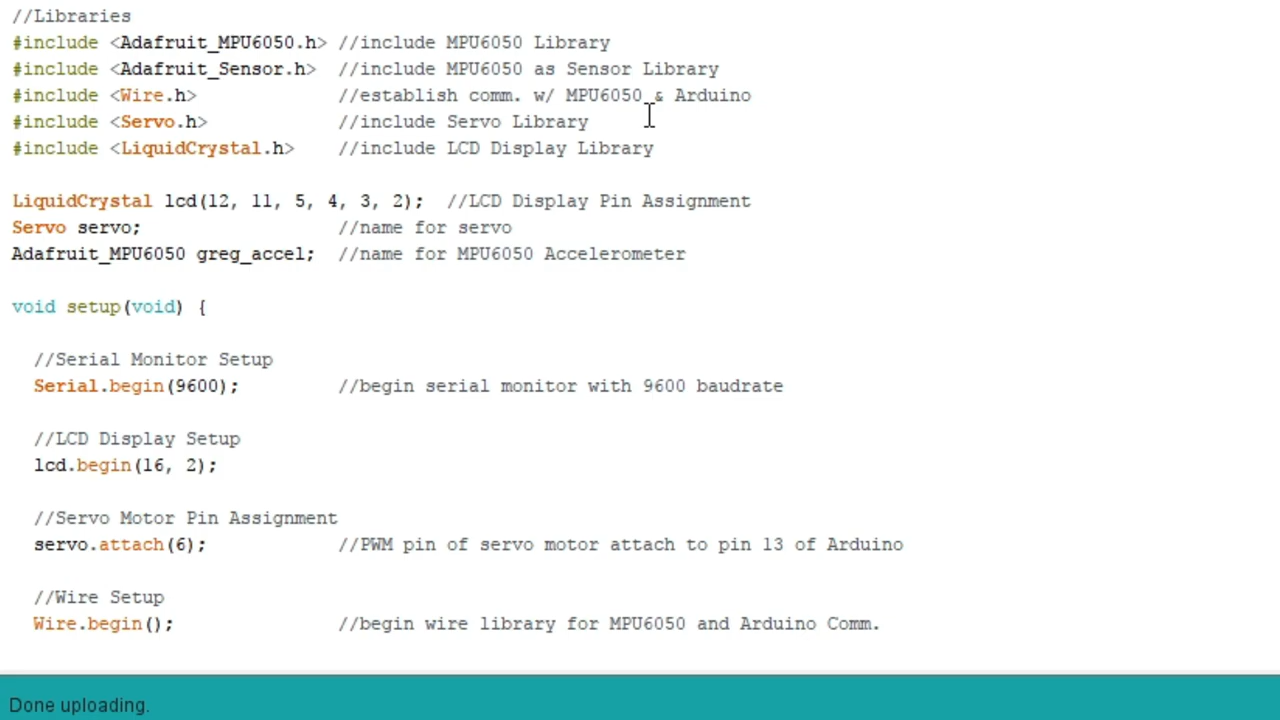 //Libraries
#include <Adafruit_MPU6050.h> //include MPU6050 Library
#include <Adafruit_Sensor.h>  //include MPU6050 as Sensor Library
#include <Wire.h>             //establish comm. w/ MPU6050 & Arduino
#include <Servo.h>            //include Servo Library
#include <LiquidCrystal.h>    //include LCD Display Library
LiquidCrystal lcd(12, 11, 5, 4, 3, 2);  //LCD Display Pin Assignment
Servo servo;                  //name for servo
Adafruit_MPU6050 greg_accel;  //name for MPU6050 Accelerometer
void setup(void) {
  //Serial Monitor Setup
  Serial.begin(9600);         //begin serial monitor with 9600 baudrate
  //LCD Display Setup
  lcd.begin(16, 2);
  //Servo Motor Pin Assignment
  servo.attach(6);            //PWM pin of servo motor attach to pin 13 of Arduino
  //Wire Setup
  Wire.begin();               //begin wire library for MPU6050 and Arduino Comm.
Done uploading.